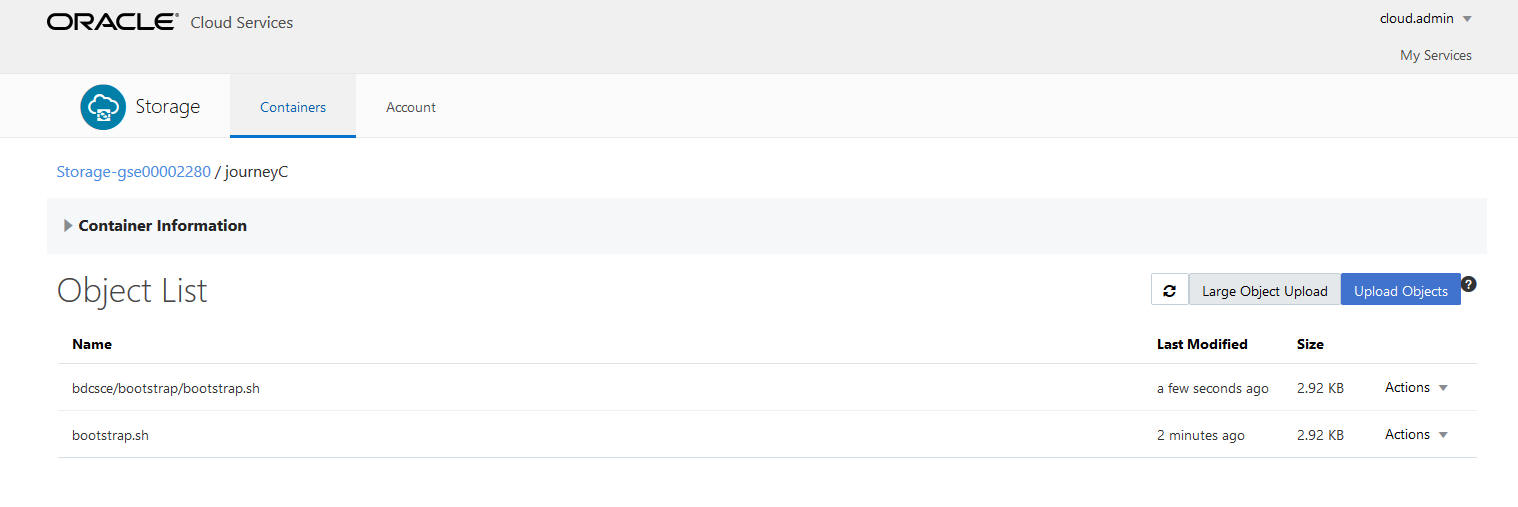 ORACLE® Cloud Services
cloud.admin
My Services
Storage
Containers
Account
Storage-gse00002280 / journeyC
Container Information
Object List
Large Object Upload
Upload Objects
?
Name Last Modified Size
bdcsce/bootstrap/bootstrap.sh a few seconds ago 2.92 KB Actions
bootstrap.sh 2 minutes ago 2.92 KB Actions